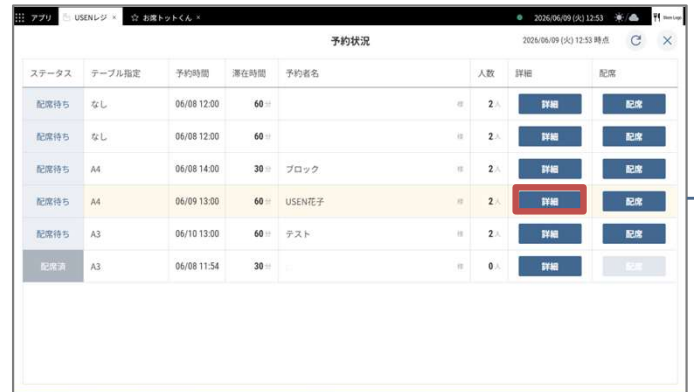 アプリ USENレジ × ☆ お席トットくん × 2026/06/09 (火) 12:53
予約状況 2026/06/09 (火) 12:53 時点 ×
ステータス テーブル指定 予約時間 滞在時間 予約者名 人数 詳細 配席
配席待ち なし 06/08 12:00 60分 様 2人 詳細 配席
配席待ち なし 06/08 12:00 60分 様 2人 詳細 配席
配席待ち A4 06/08 14:00 30分 ブロック 様 2人 詳細 配席
配席待ち A4 06/09 13:00 60分 USEN花子 様 2人 詳細 配席
配席待ち A3 06/10 13:00 60分 テスト 様 2人 詳細 配席
配席済 A3 06/08 11:54 30分 様 0人 詳細 配席